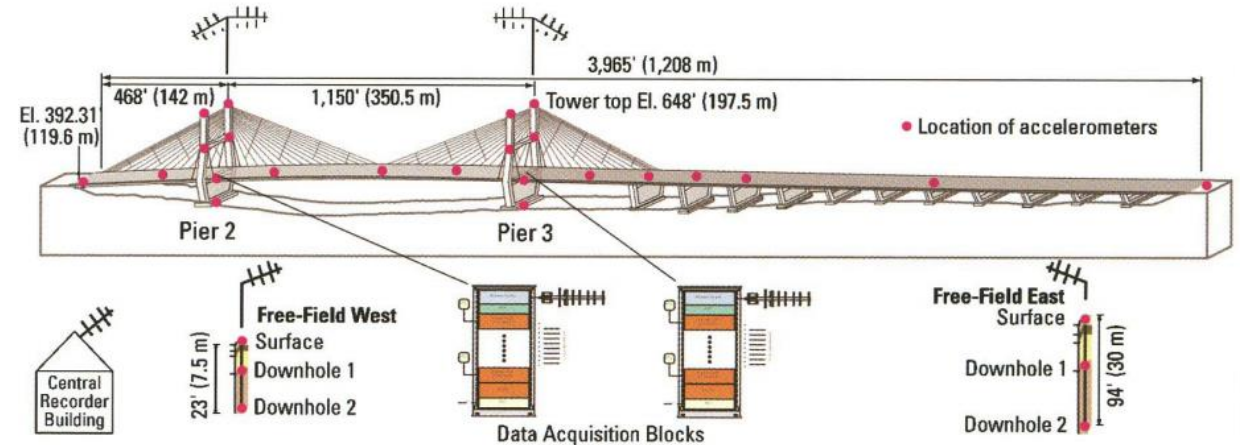 3,965' (1,208 m)
468' (142 m)
1,150' (350.5 m)
Tower top El. 648' (197.5 m)
El. 392.31'
(119.6 m)
Location of accelerometers
Pier 2
Pier 3
Free-Field West
Surface
Downhole 1
Downhole 2
23' (7.5 m)
Central
Recorder
Building
Data Acquisition Blocks
Free-Field East
Surface
Downhole 1
Downhole 2
94' (30 m)